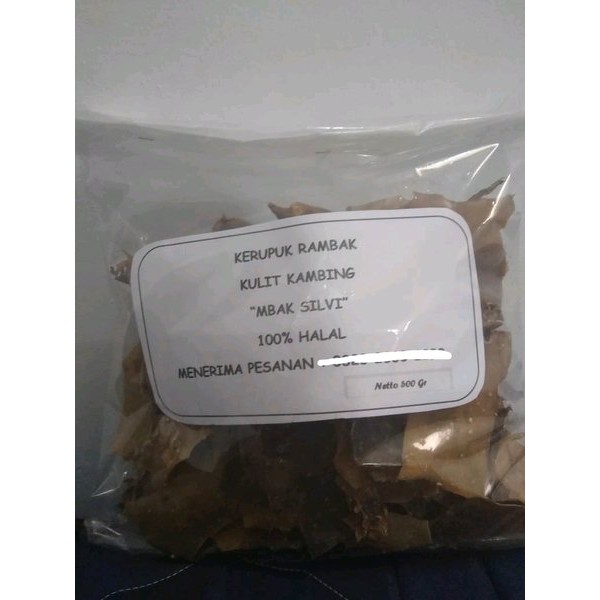 KERUPUK RAMBAK
KULIT KAMBING
"MBAK SILVI"
100% HALAL
MENERIMA PESANAN :
Netto 500 Gr